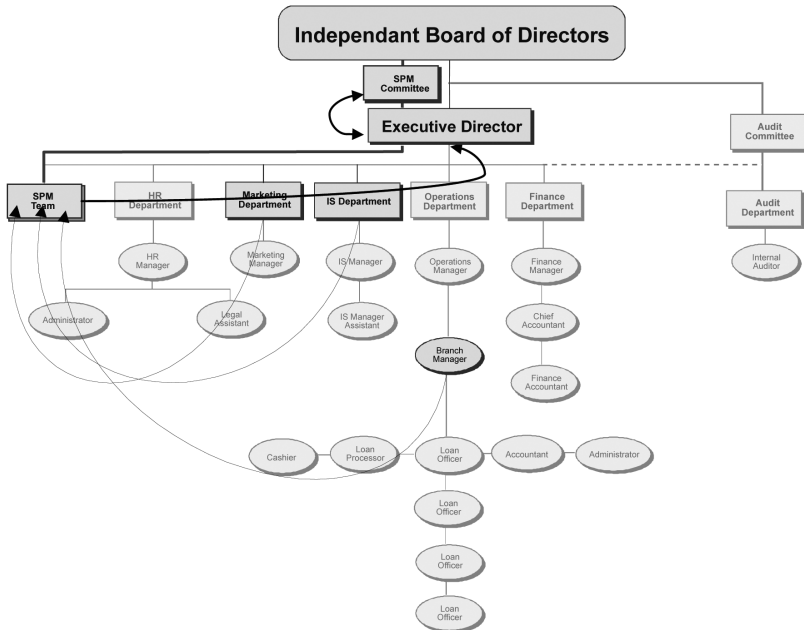 Independant Board of Directors
SPM
Committee
Executive Director
Audit
Committee
SPM
Team
HR
Department
Marketing
Department
IS Department
Operations
Department
Finance
Department
Audit
Department
HR
Manager
Marketing
Manager
IS Manager
Operations
Manager
Finance
Manager
Internal
Auditor
Administrator
Legal
Assistant
IS Manager
Assistant
Chief
Accountant
Branch
Manager
Finance
Accountant
Cashier
Loan
Processor
Loan
Officer
Accountant
Administrator
Loan
Officer
Loan
Officer
Loan
Officer